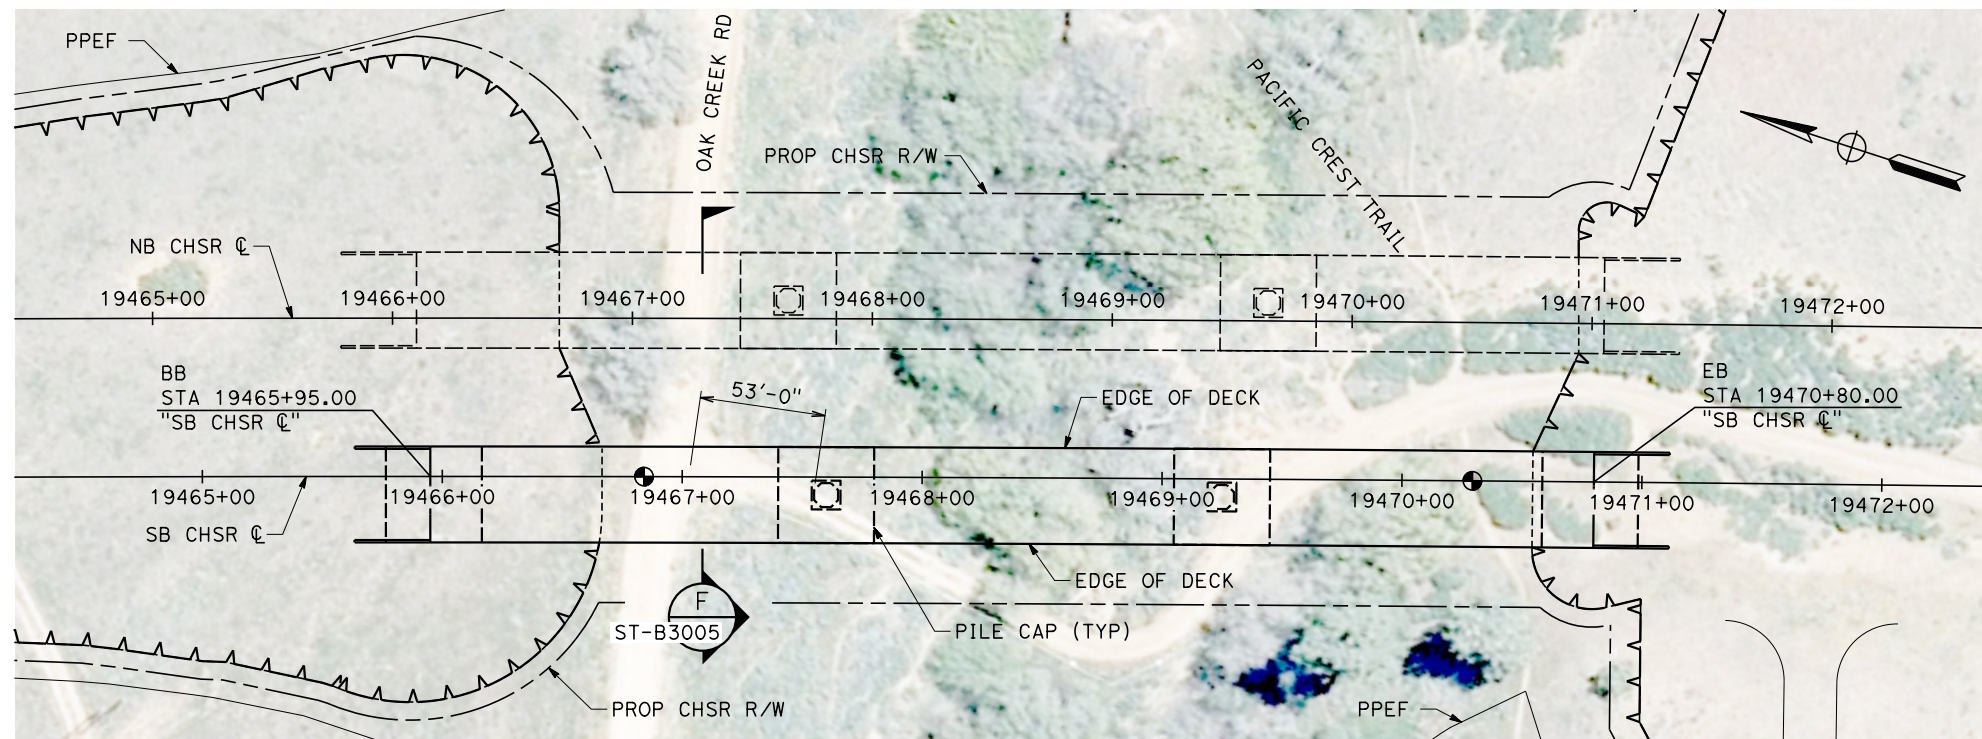 PPEF
OAK CREEK RD
PROP CHSR R/W
PACIFIC CREST TRAIL
NB CHSR ℄
19465+00 19466+00 19467+00 19468+00 19469+00 19470+00 19471+00 19472+00
BB
STA 19465+95.00
"SB CHSR ℄"
53'-0"
EDGE OF DECK
EB
STA 19470+80.00
"SB CHSR ℄"
19465+00 19466+00 19467+00 19468+00 19469+00 19470+00 19471+00 19472+00
SB CHSR ℄
EDGE OF DECK
F
ST-B3005
PILE CAP (TYP)
PROP CHSR R/W
PPEF